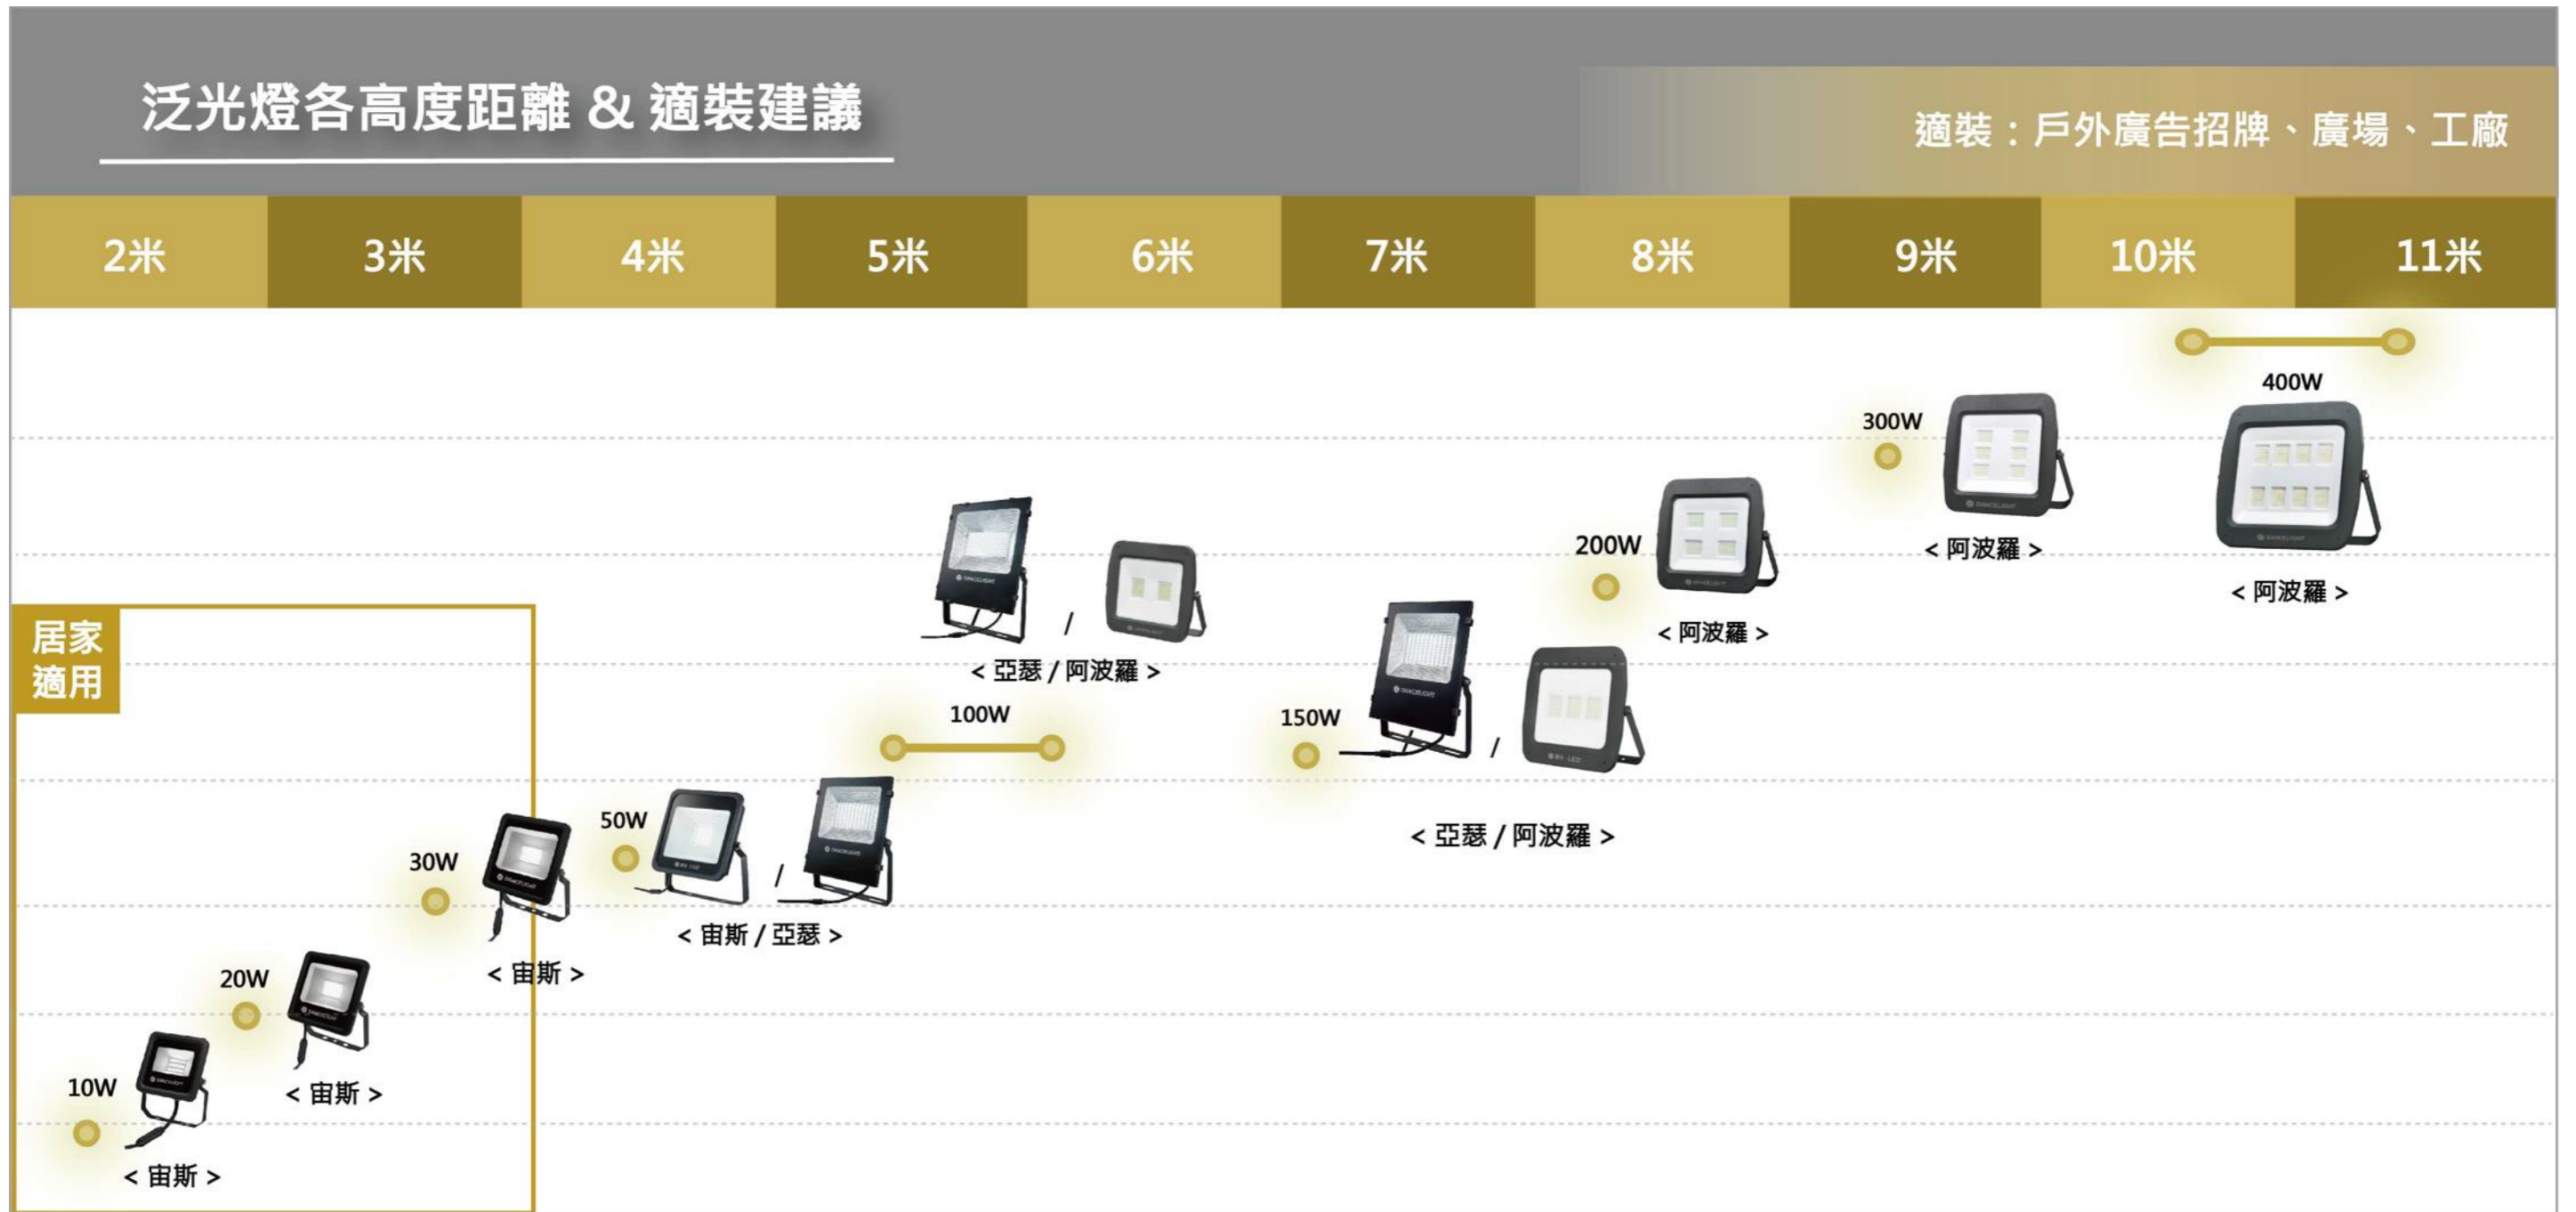 泛光燈各高度距離 & 適裝建議
適裝：戶外廣告招牌、廣場、工廠
2米 3米 4米 5米 6米 7米 8米 9米 10米 11米
400W
300W
< 阿波羅 >
200W
< 阿波羅 >
< 阿波羅 >
/
< 亞瑟 / 阿波羅 >
100W
150W
/
< 亞瑟 / 阿波羅 >
居家
適用
50W
/
< 宙斯 / 亞瑟 >
30W
< 宙斯 >
20W
< 宙斯 >
10W
< 宙斯 >